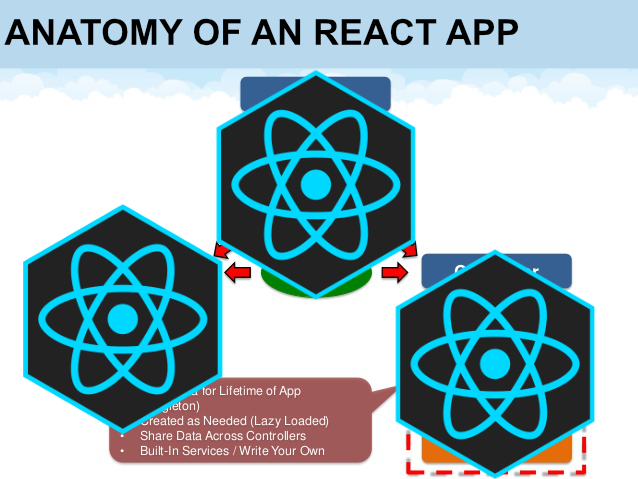 ANATOMY OF AN REACT APP
for Lifetime of App
Created as Needed (Lazy Loaded)
• Share Data Across Controllers
• Built-In Services / Write Your Own